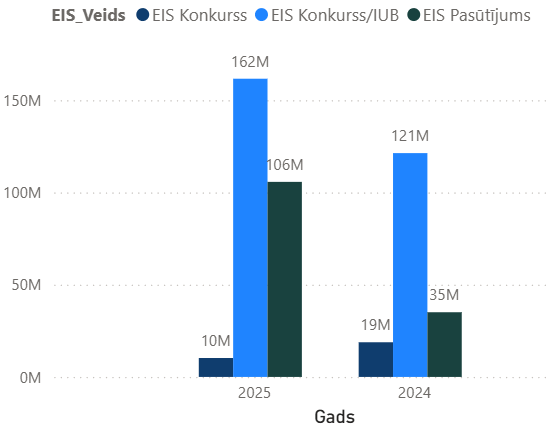 EIS_Veids EIS Konkurss EIS Konkurss/IUB EIS Pasūtījums
162M
150M
121M
106M
100M
50M
35M
19M
10M
0M
2025 2024
Gads